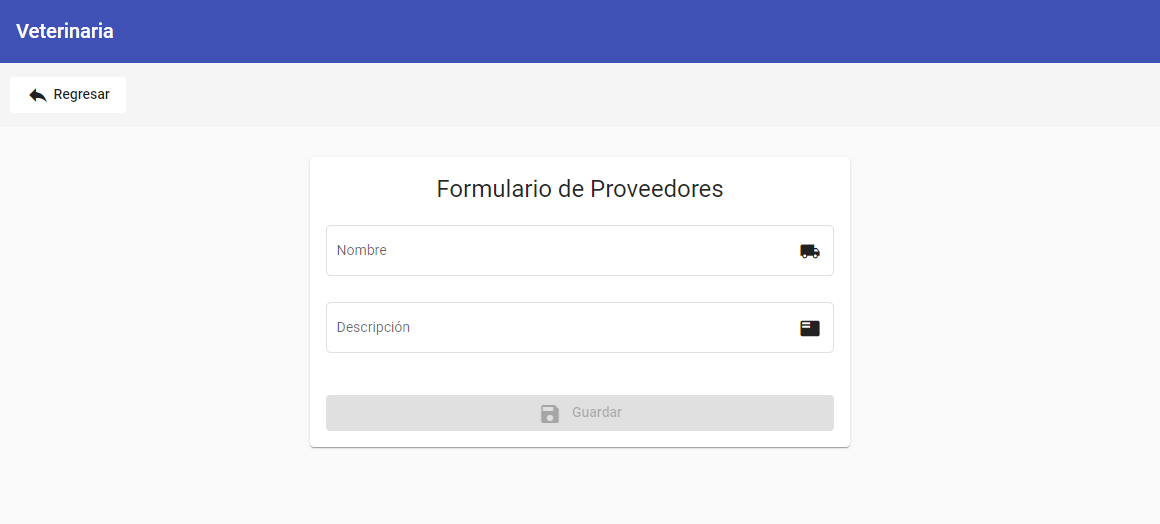 Veterinaria
Regresar
Formulario de Proveedores
Nombre
Descripción
Guardar